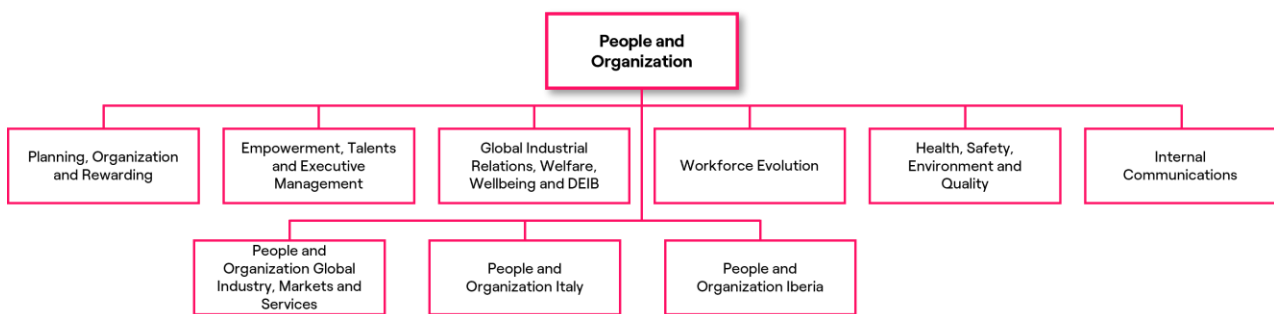 People and
Organization
Planning, Organization
and Rewarding
Empowerment, Talents
and Executive
Management
Global Industrial
Relations, Welfare,
Wellbeing and DEIB
Workforce Evolution
Health, Safety,
Environment and
Quality
Internal
Communications
People and
Organization Global
Industry, Markets and
Services
People and
Organization Italy
People and
Organization Iberia